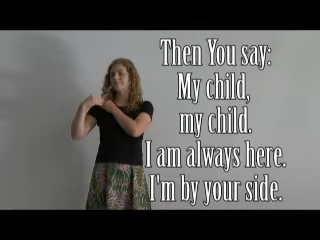 Then You say:
My child,
my child.
I am always here.
I'm by your side.